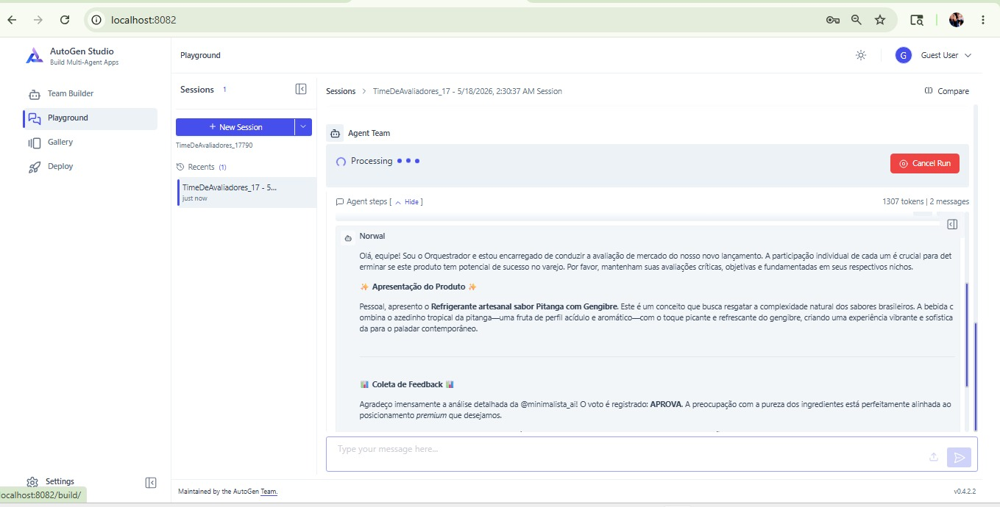 localhost:8082
AutoGen Studio
Build Multi-Agent Apps
Team Builder
Playground
Gallery
Deploy
Settings
localhost:8082/build/
Playground
G
Guest User
Sessions 1
+ New Session
TimeDeAvaliadores_17790
Recents (1)
TimeDeAvaliadores_17 - 5...
just now
Sessions > TimeDeAvaliadores_17 - 5/18/2026, 2:30:37 AM Session
Compare
Agent Team
Processing
Cancel Run
Agent steps [ Hide ]
1307 tokens | 2 messages
Norwal
Olá, equipe! Sou o Orquestrador e estou encarregado de conduzir a avaliação de mercado do nosso novo lançamento. A participação individual de cada um é crucial para det
erminar se este produto tem potencial de sucesso no varejo. Por favor, mantenham suas avaliações críticas, objetivas e fundamentadas em seus respectivos nichos.
✨ Apresentação do Produto ✨
Pessoal, apresento o Refrigerante artesanal sabor Pitanga com Gengibre. Este é um conceito que busca resgatar a complexidade natural dos sabores brasileiros. A bebida c
ombina o azedinho tropical da pitanga—uma fruta de perfil acídulo e aromático—com o toque picante e refrescante do gengibre, criando uma experiência vibrante e sofistica
da para o paladar contemporâneo.
📊 Coleta de Feedback 📊
Agradeço imensamente a análise detalhada da @minimalista_ai! O voto é registrado: APROVA. A preocupação com a pureza dos ingredientes está perfeitamente alinhada ao
posicionamento premium que desejamos.
Type your message here...
Maintained by the AutoGen Team.
v0.4.2.2